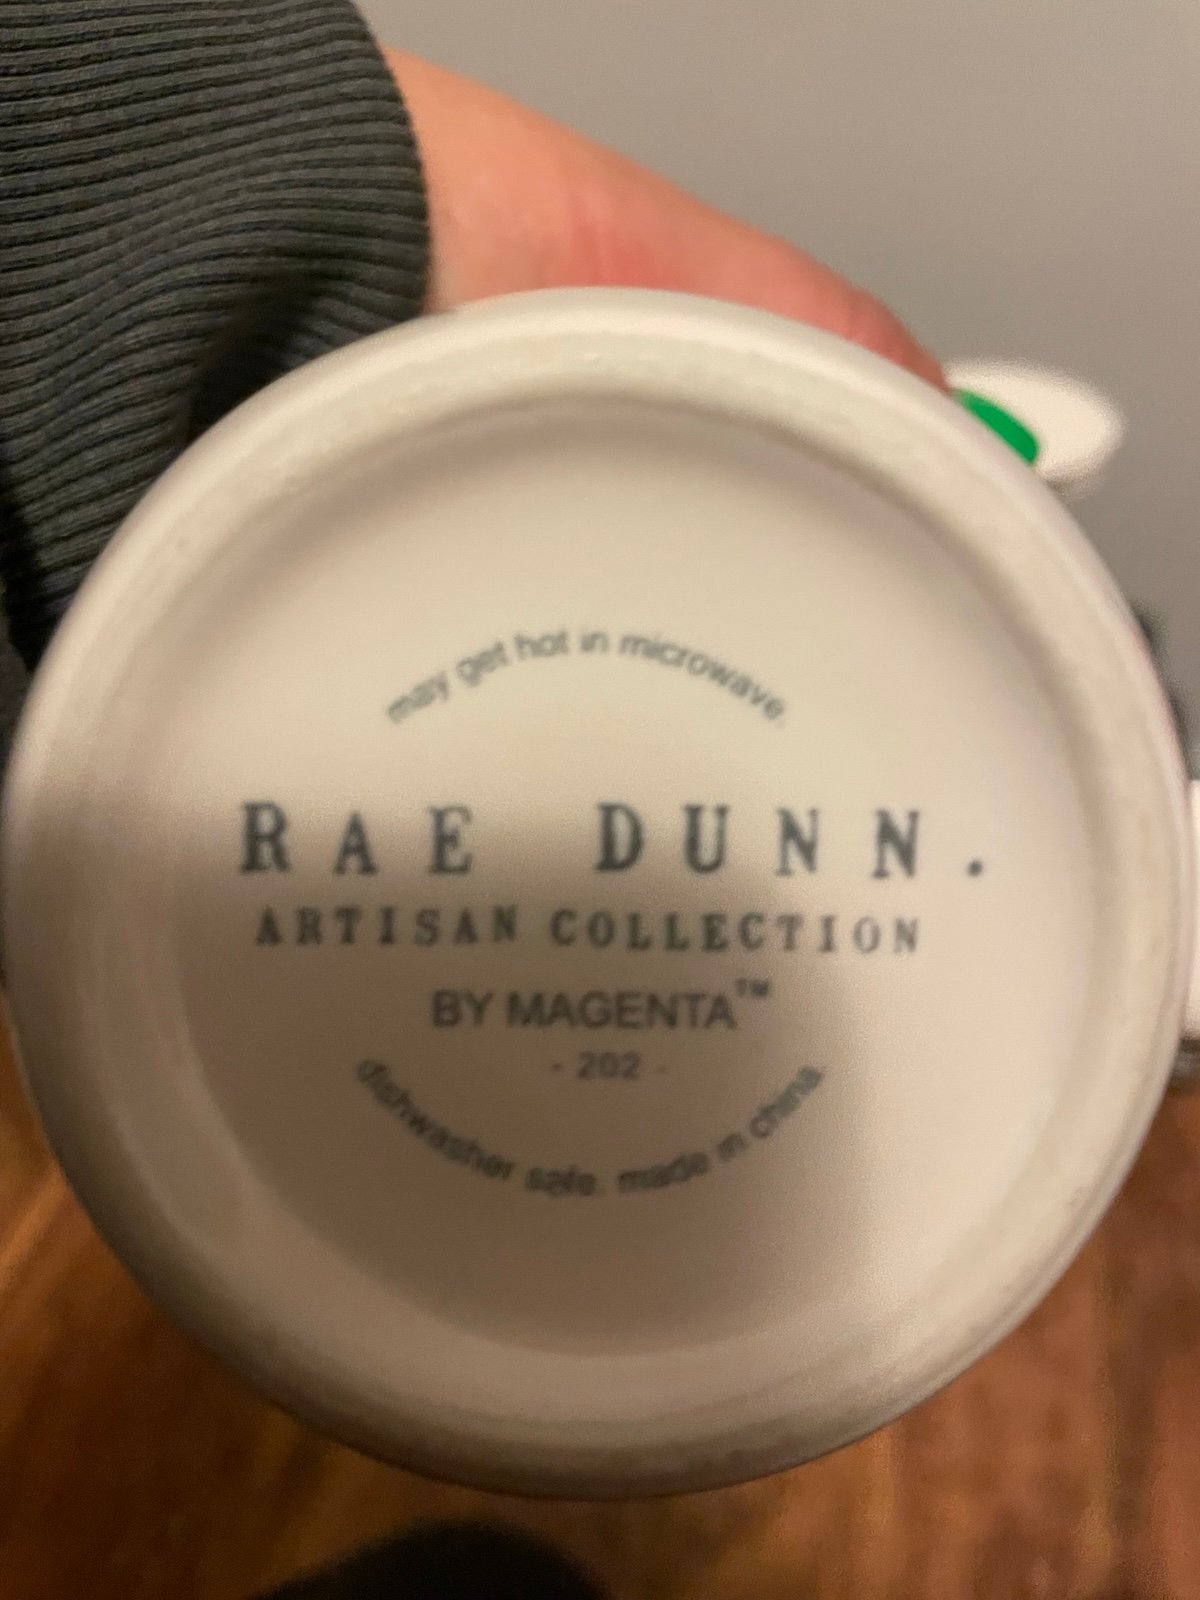 may get hot in microwave.
RAE DUNN.
ARTISAN COLLECTION
BY MAGENTA™
- 202 -
dishwasher safe. made in china